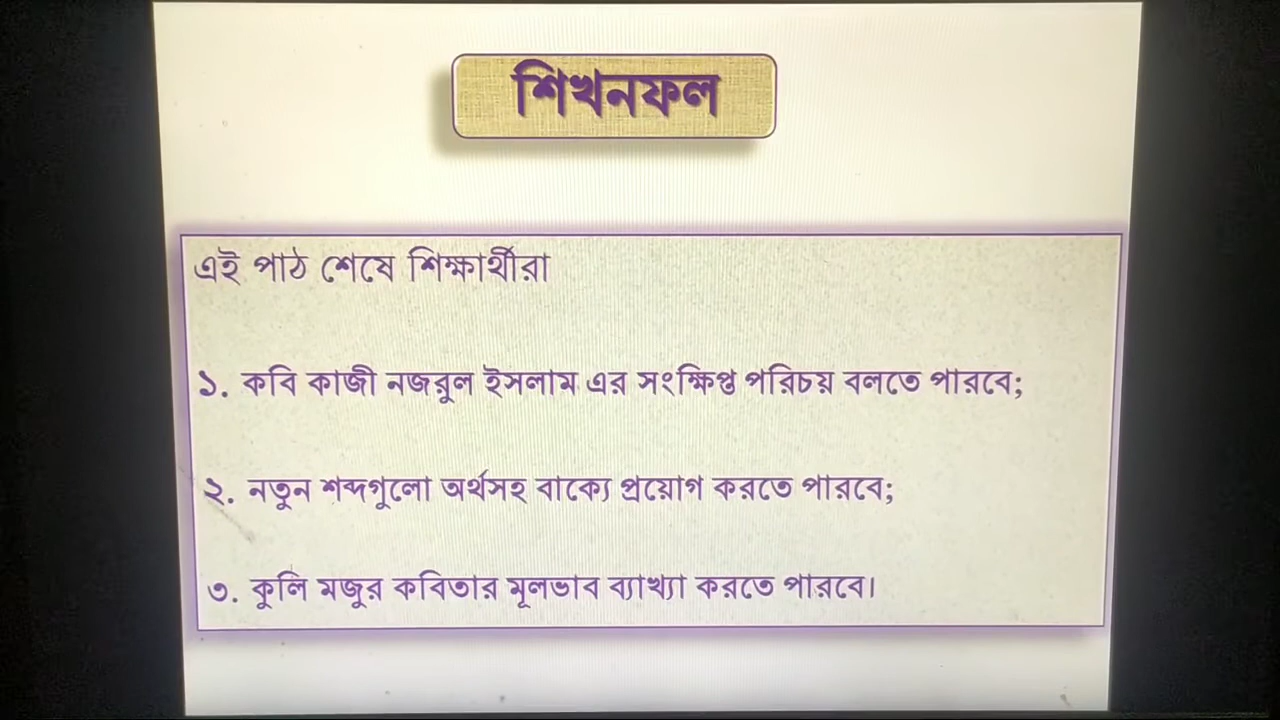 শিখনফল
এই পাঠ শেষে শিক্ষার্থীরা
১. কবি কাজী নজরুল ইসলাম এর সংক্ষিপ্ত পরিচয় বলতে পারবে;
২. নতুন শব্দগুলো অর্থসহ বাক্যে প্রয়োগ করতে পারবে;
৩. কুলি মজুর কবিতার মূলভাব ব্যাখ্যা করতে পারবে।